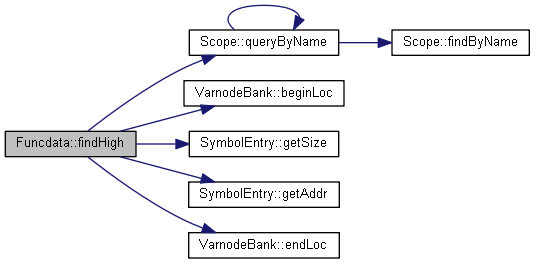 Scope::queryByName
Scope::findByName
VarnodeBank::beginLoc
Funcdata::findHigh
SymbolEntry::getSize
SymbolEntry::getAddr
VarnodeBank::endLoc